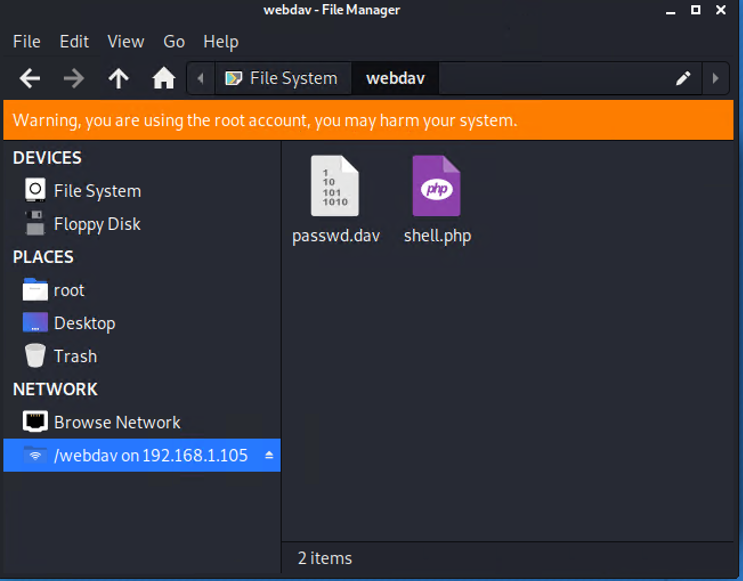 webdav - File Manager
File Edit View Go Help
File System webdav
Warning, you are using the root account, you may harm your system.
DEVICES
File System
Floppy Disk
PLACES
root
Desktop
Trash
NETWORK
Browse Network
/webdav on 192.168.1.105
1
10
101
1010
php
passwd.dav shell.php
2 items